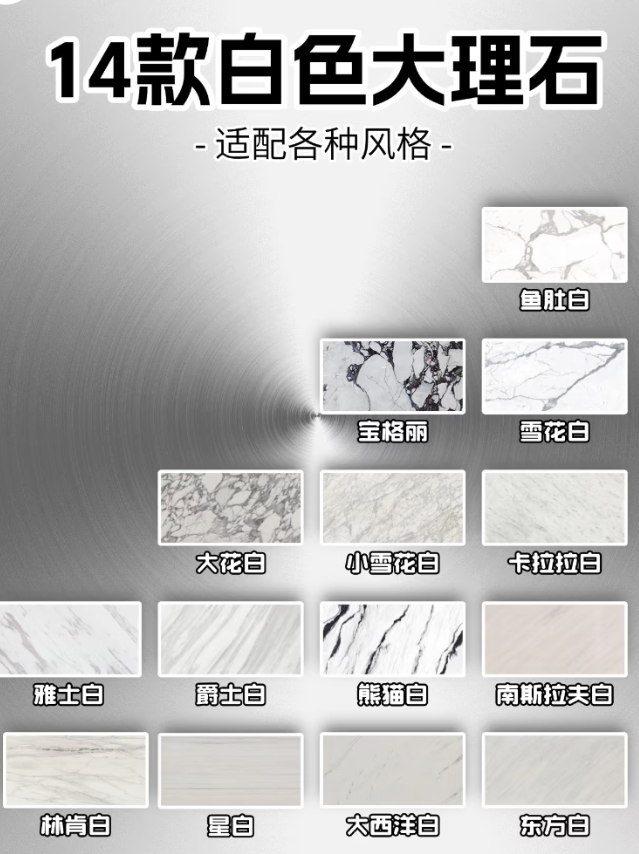 14款白色大理石
- 适配各种风格 -
鱼肚白
宝格丽
雪花白
大花白
小雪花白
卡拉拉白
雅士白
爵士白
熊猫白
南斯拉夫白
林肯白
星白
大西洋白
东方白